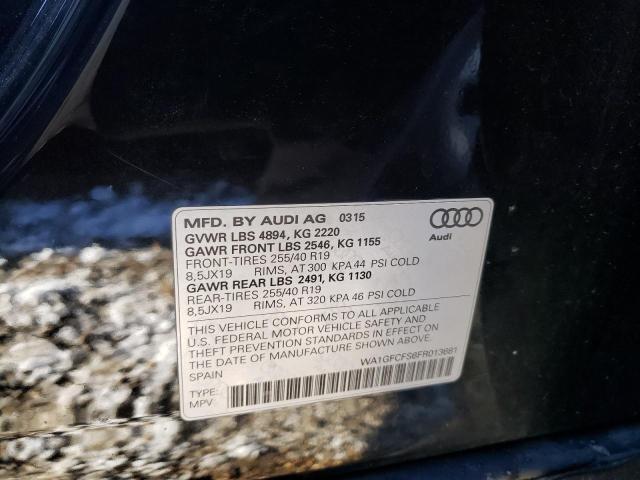 MFD. BY AUDI AG 0315
GVWR LBS 4894, KG 2220
GAWR FRONT LBS 2546, KG 1155
FRONT-TIRES 255/40 R19
8,5JX19 RIMS, AT 300 KPA 44 PSI COLD
GAWR REAR LBS 2491, KG 1130
REAR-TIRES 255/40 R19
8,5JX19 RIMS, AT 320 KPA 46 PSI COLD
Audi
THIS VEHICLE CONFORMS TO ALL APPLICABLE
U.S. FEDERAL MOTOR VEHICLE SAFETY AND
THEFT PREVENTION STANDARDS IN EFFECT ON
THE DATE OF MANUFACTURE SHOWN ABOVE.
SPAIN
WA1GFCFS6FR013681
TYPE:
MPV